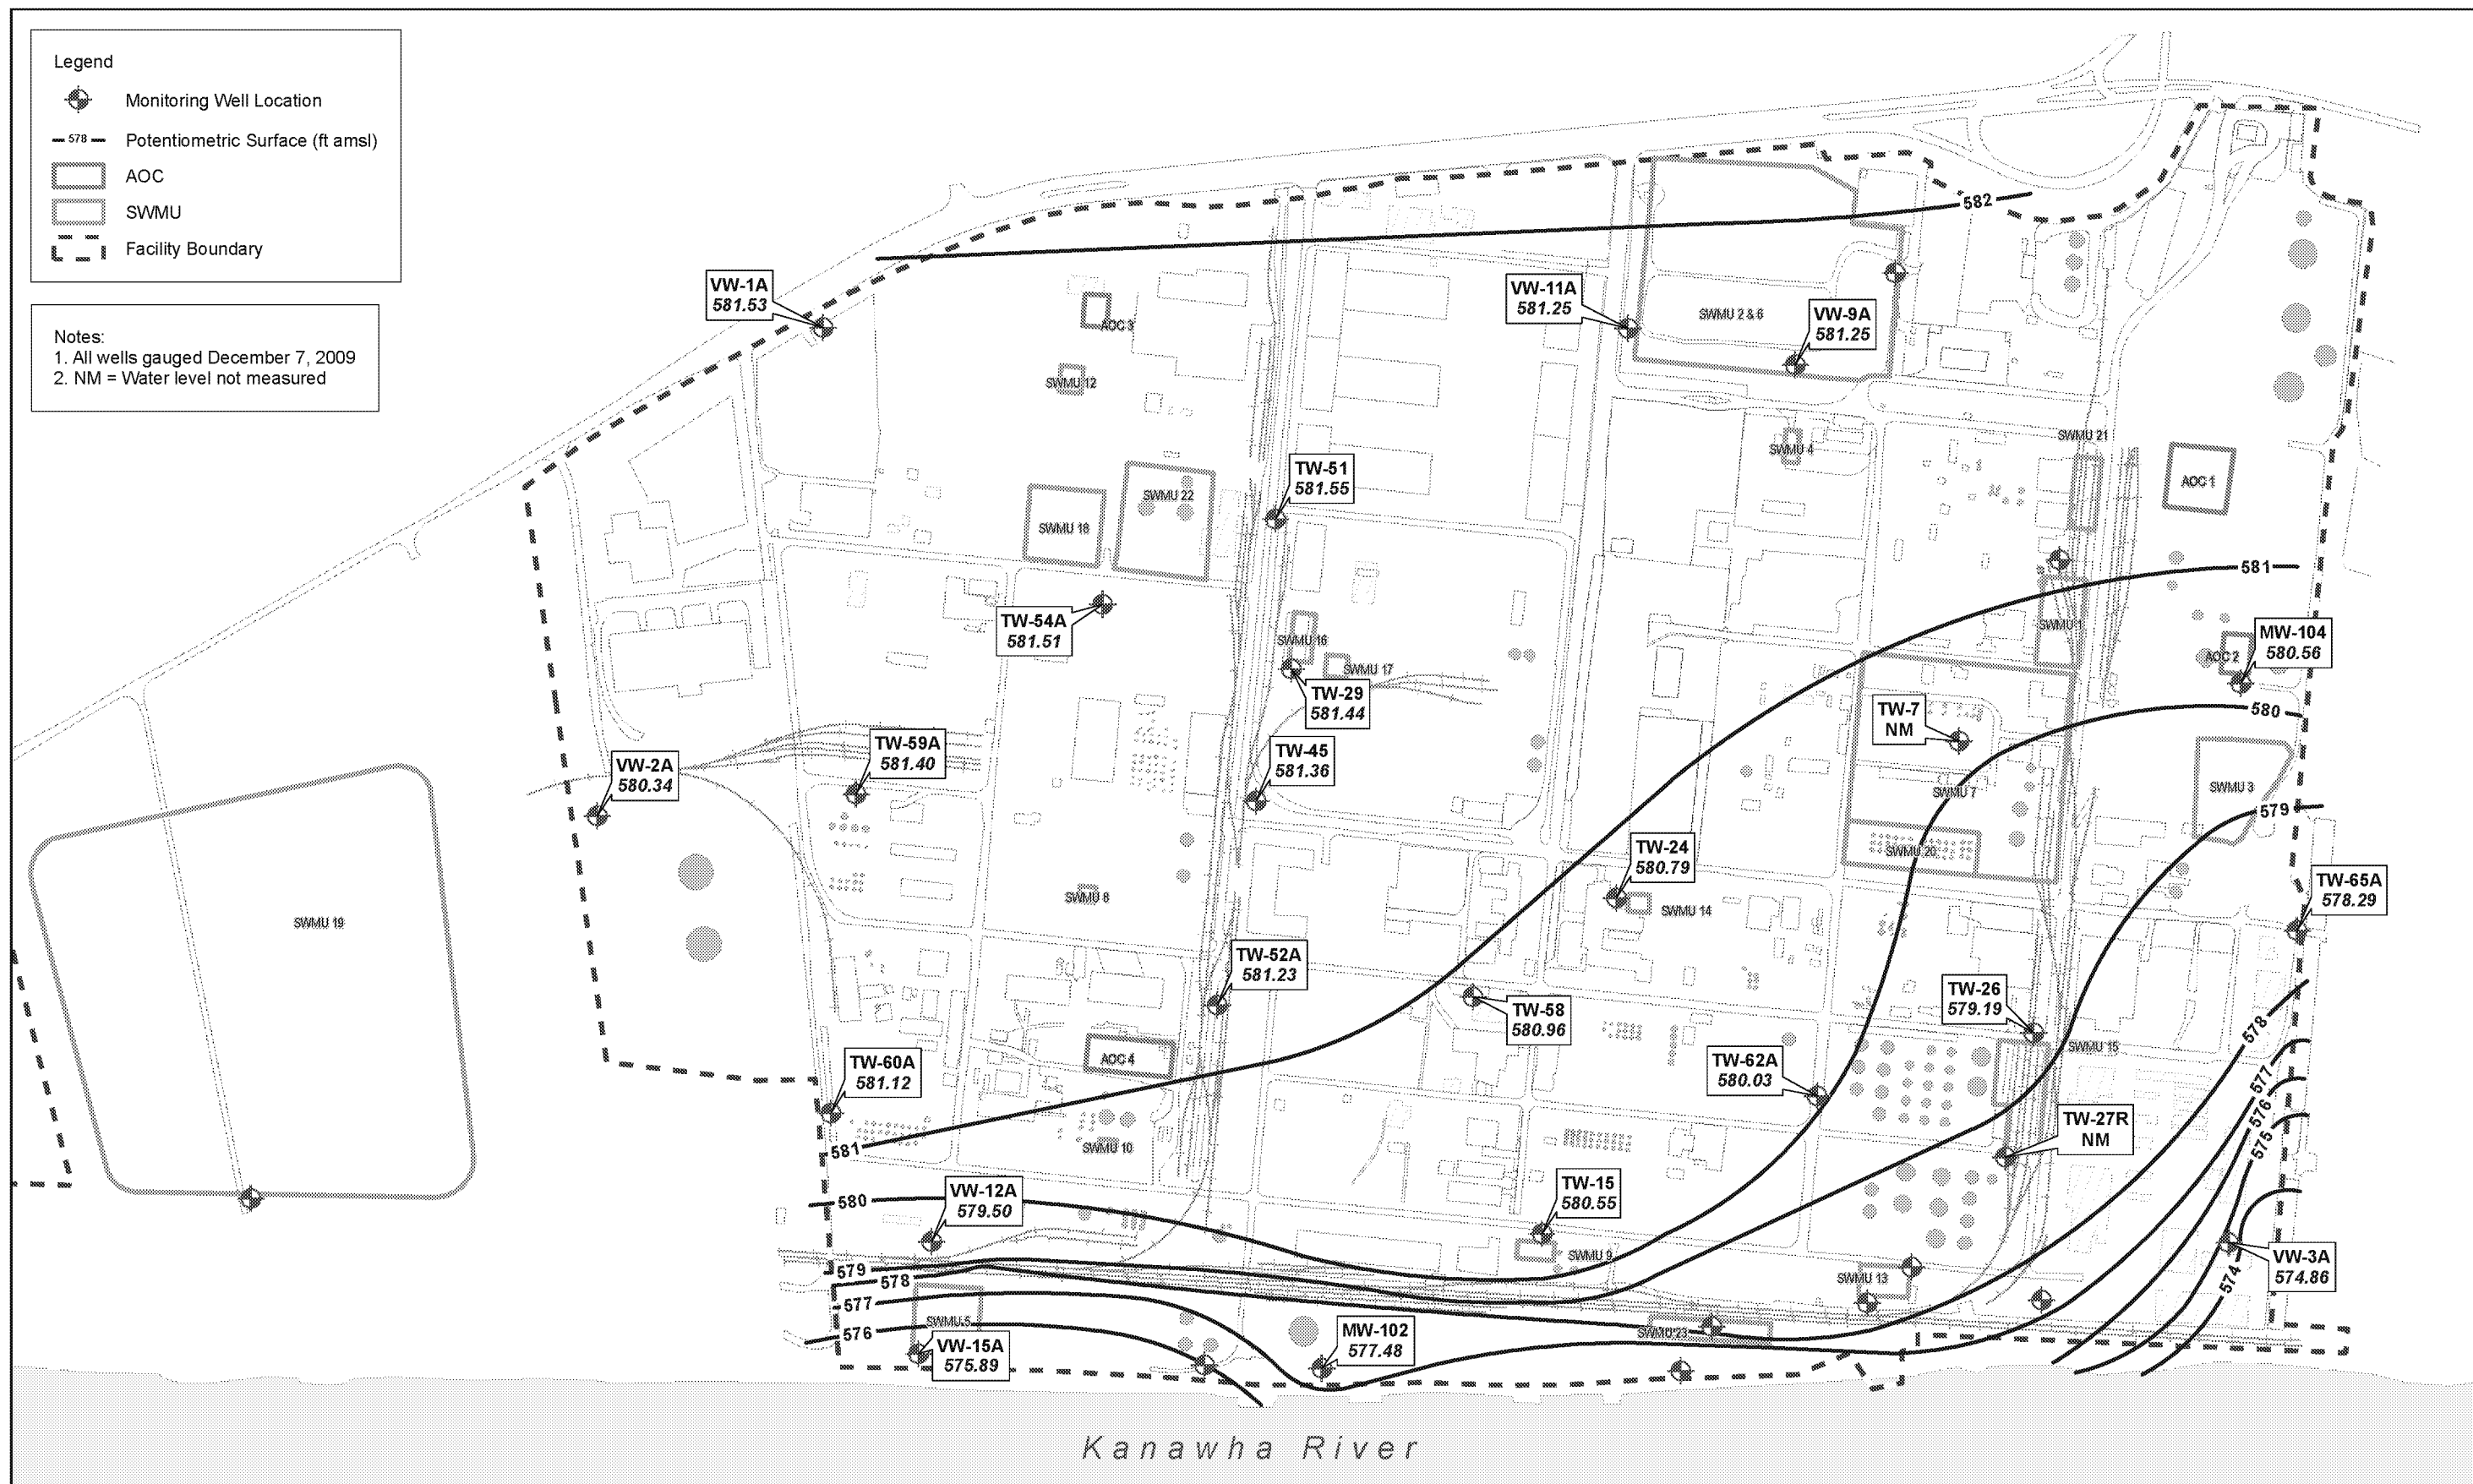 Legend
Monitoring Well Location
578
Potentiometric Surface (ft amsl)
AOC
SWMU
Facility Boundary
Notes:
1. All wells gauged December 7, 2009
2. NM = Water level not measured
582
VW-1A
581.53
VW-11A
581.25
VW-9A
581.25
SWMU 2 & 6
AOC 3
SWMU 12
SWMU 4
SWMU 21
AOC 1
TW-51
581.55
SWMU 22
SWMU 18
581
TW-54A
581.51
SWMU 16
SWMU 17
SWMU 1
AOC 2
MW-104
580.56
TW-29
581.44
TW-7
NM
580
TW-59A
581.40
TW-45
581.36
VW-2A
580.34
SWMU 7
SWMU 3
579
TW-24
580.79
SWMU 20
SWMU 8
SWMU 14
SWMU 19
TW-65A
578.29
TW-52A
581.23
TW-58
580.96
TW-26
579.19
578
SWMU 15
AOC 4
TW-60A
581.12
TW-62A
580.03
577
576
575
TW-27R
NM
581
SWMU 10
580
VW-12A
579.50
TW-15
580.55
SWMU 9
VW-3A
574.86
574
579
578
SWMU 13
577
576
SWMU 5
SWMU 23
VW-15A
575.89
MW-102
577.48
Kanawha River